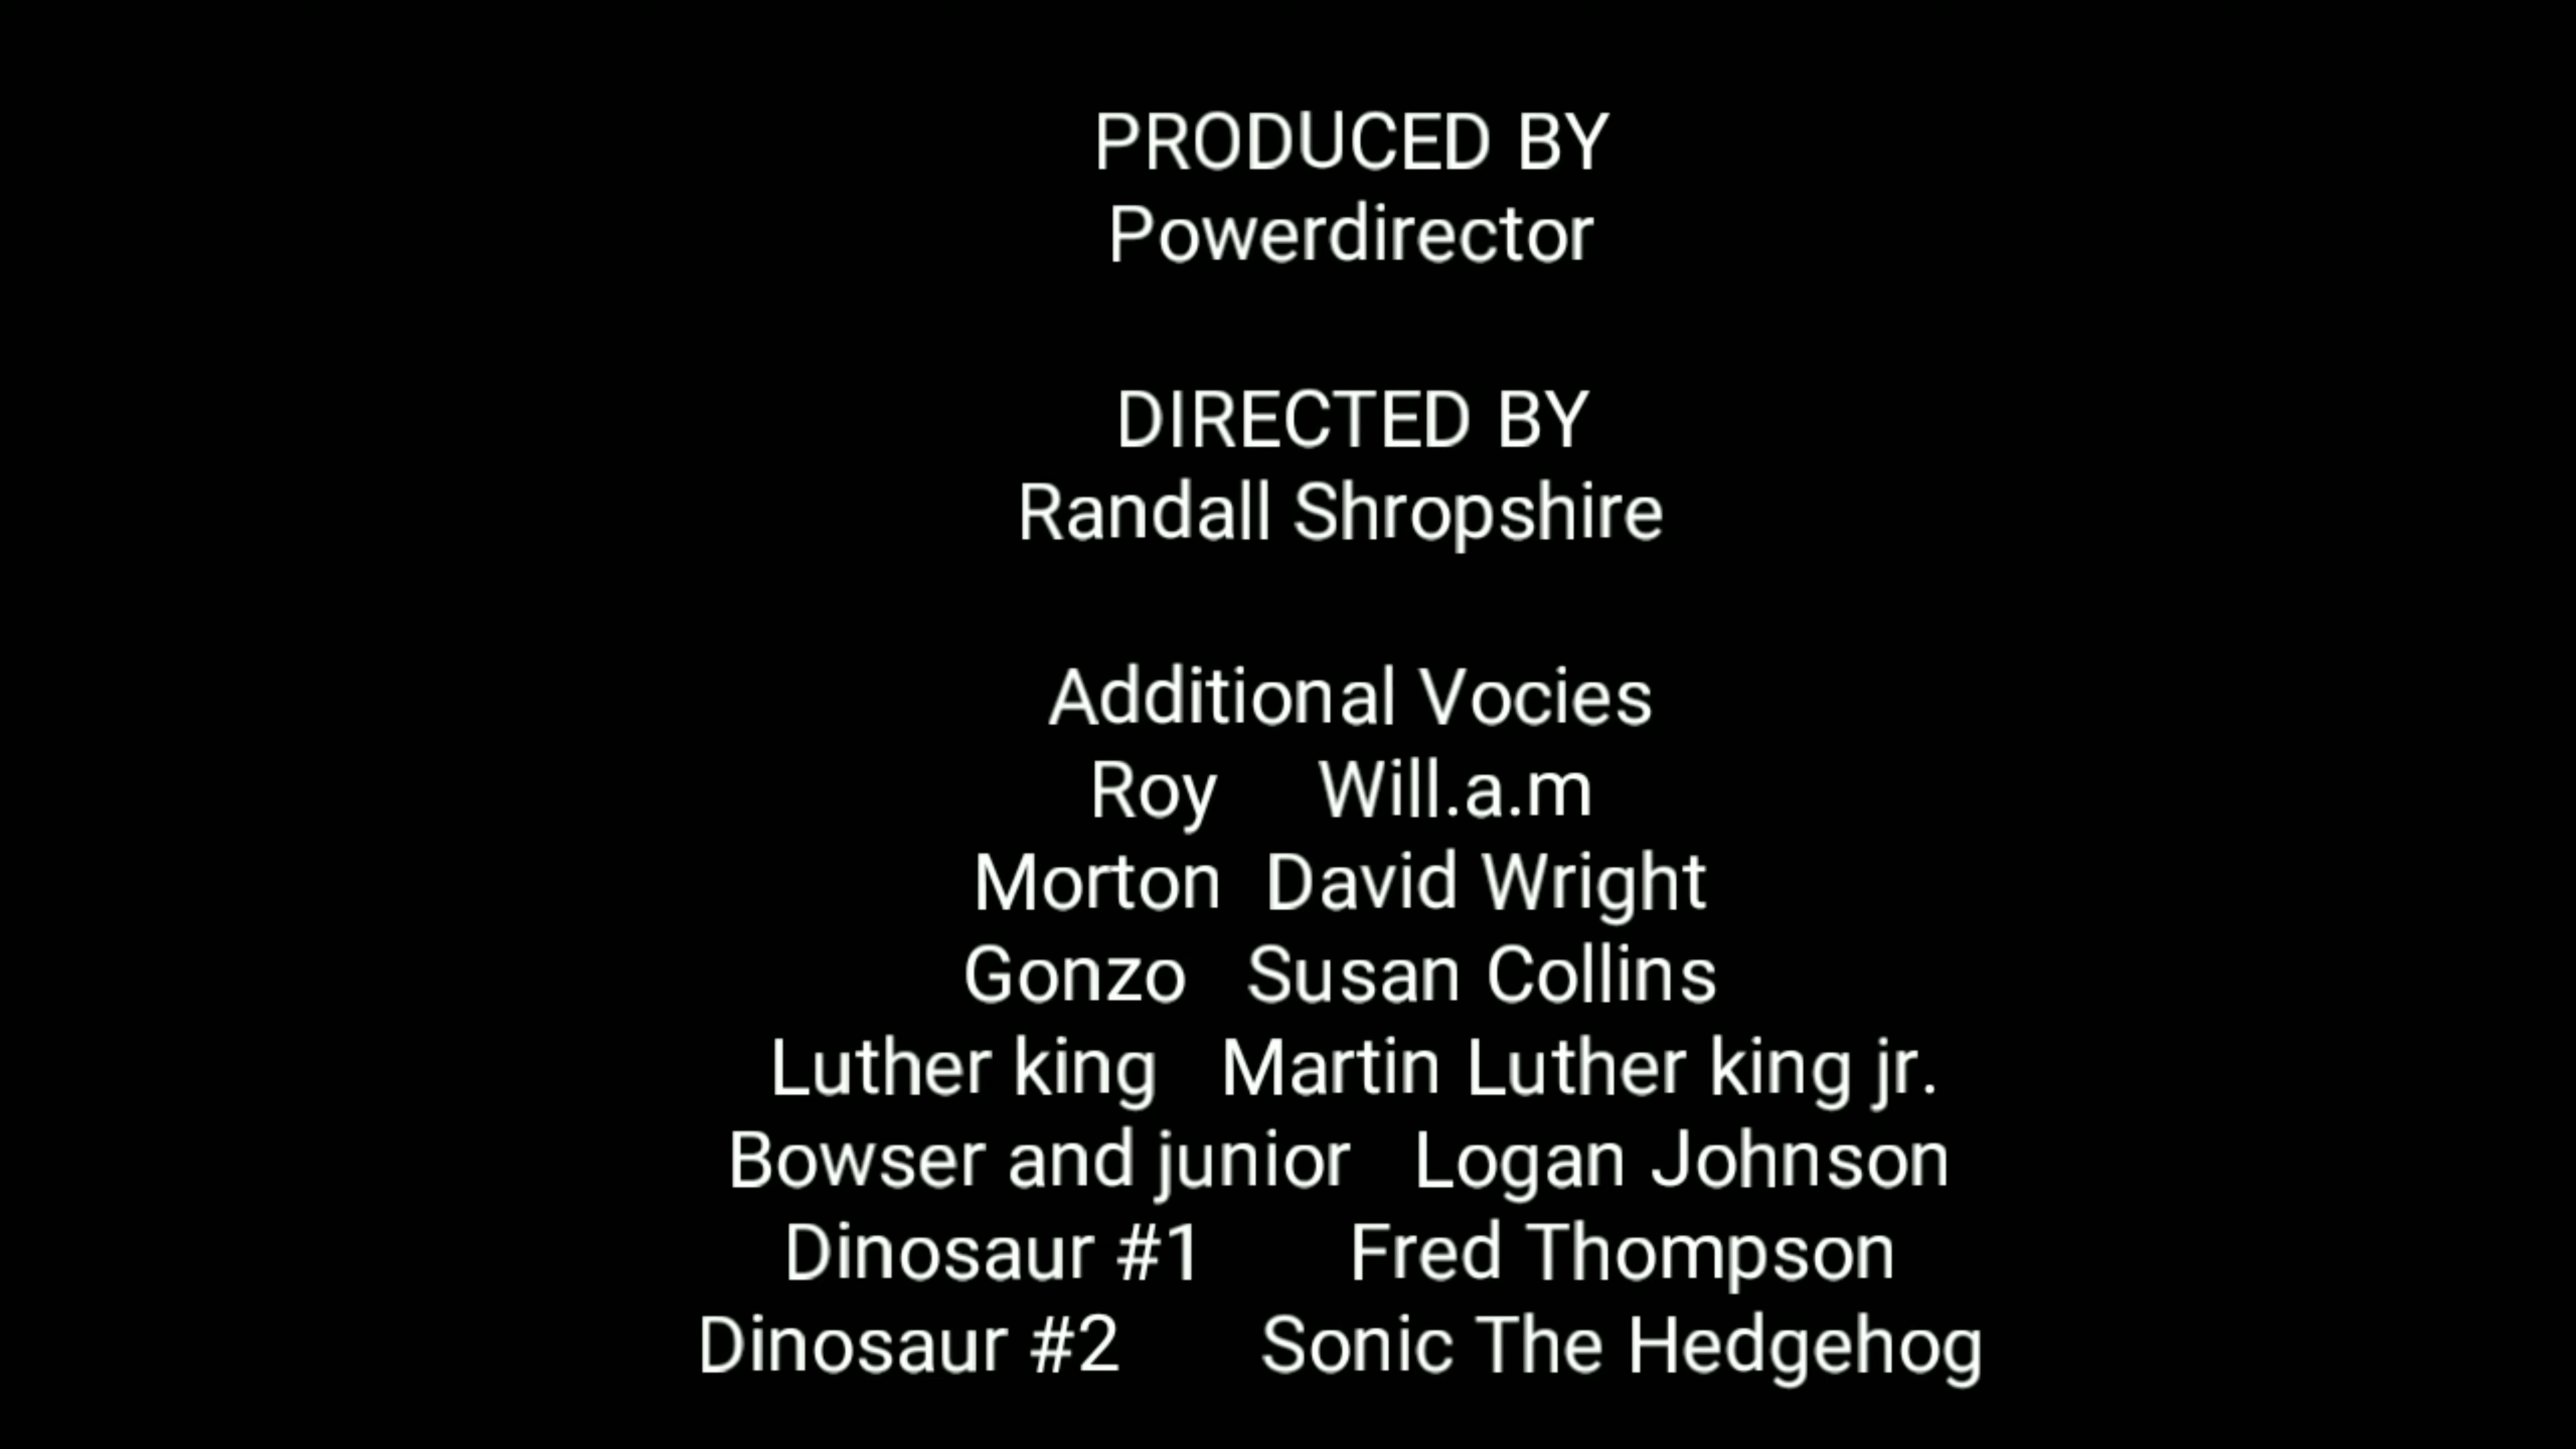 PRODUCED BY
Powerdirector
DIRECTED BY
Randall Shropshire
Additional Vocies
Roy Will.a.m
Morton David Wright
Gonzo Susan Collins
Luther king Martin Luther king jr.
Bowser and junior Logan Johnson
Dinosaur #1 Fred Thompson
Dinosaur #2 Sonic The Hedgehog